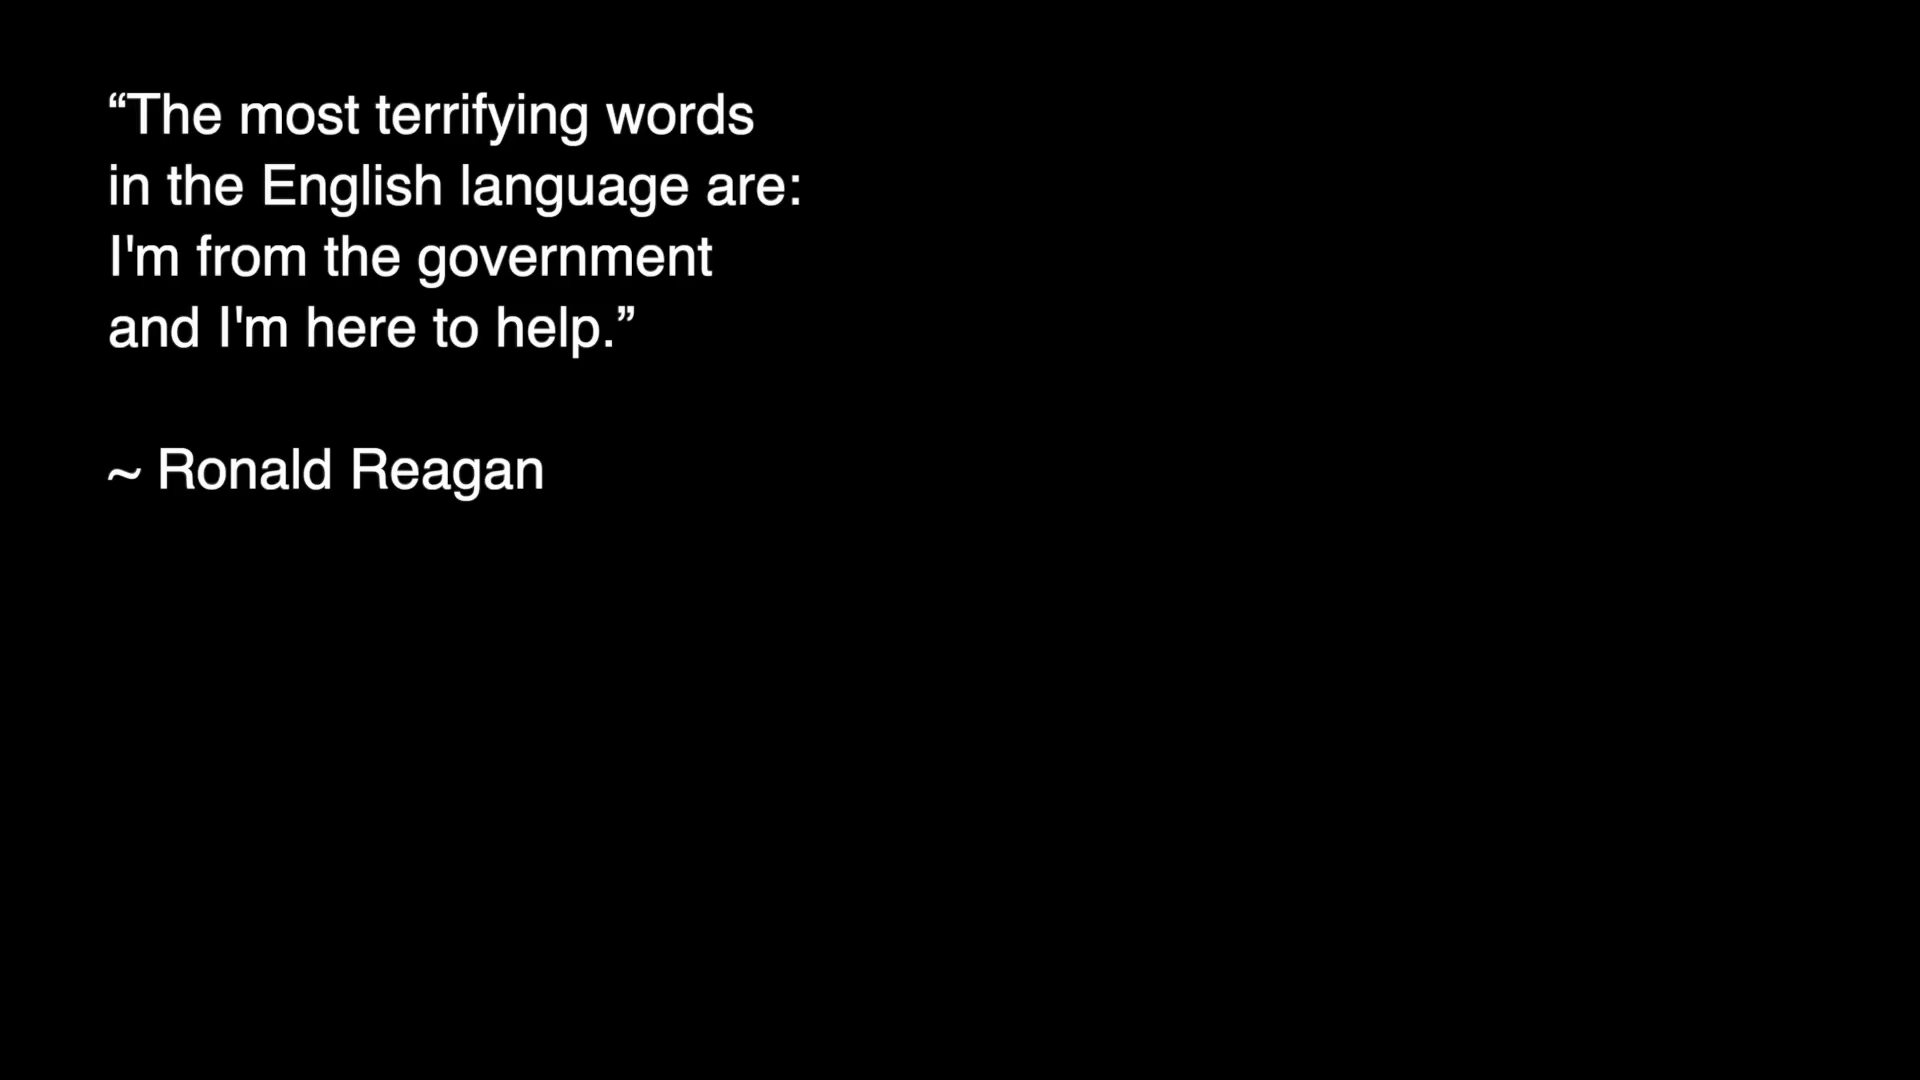 “The most terrifying words
in the English language are:
I'm from the government
and I'm here to help.”
~ Ronald Reagan